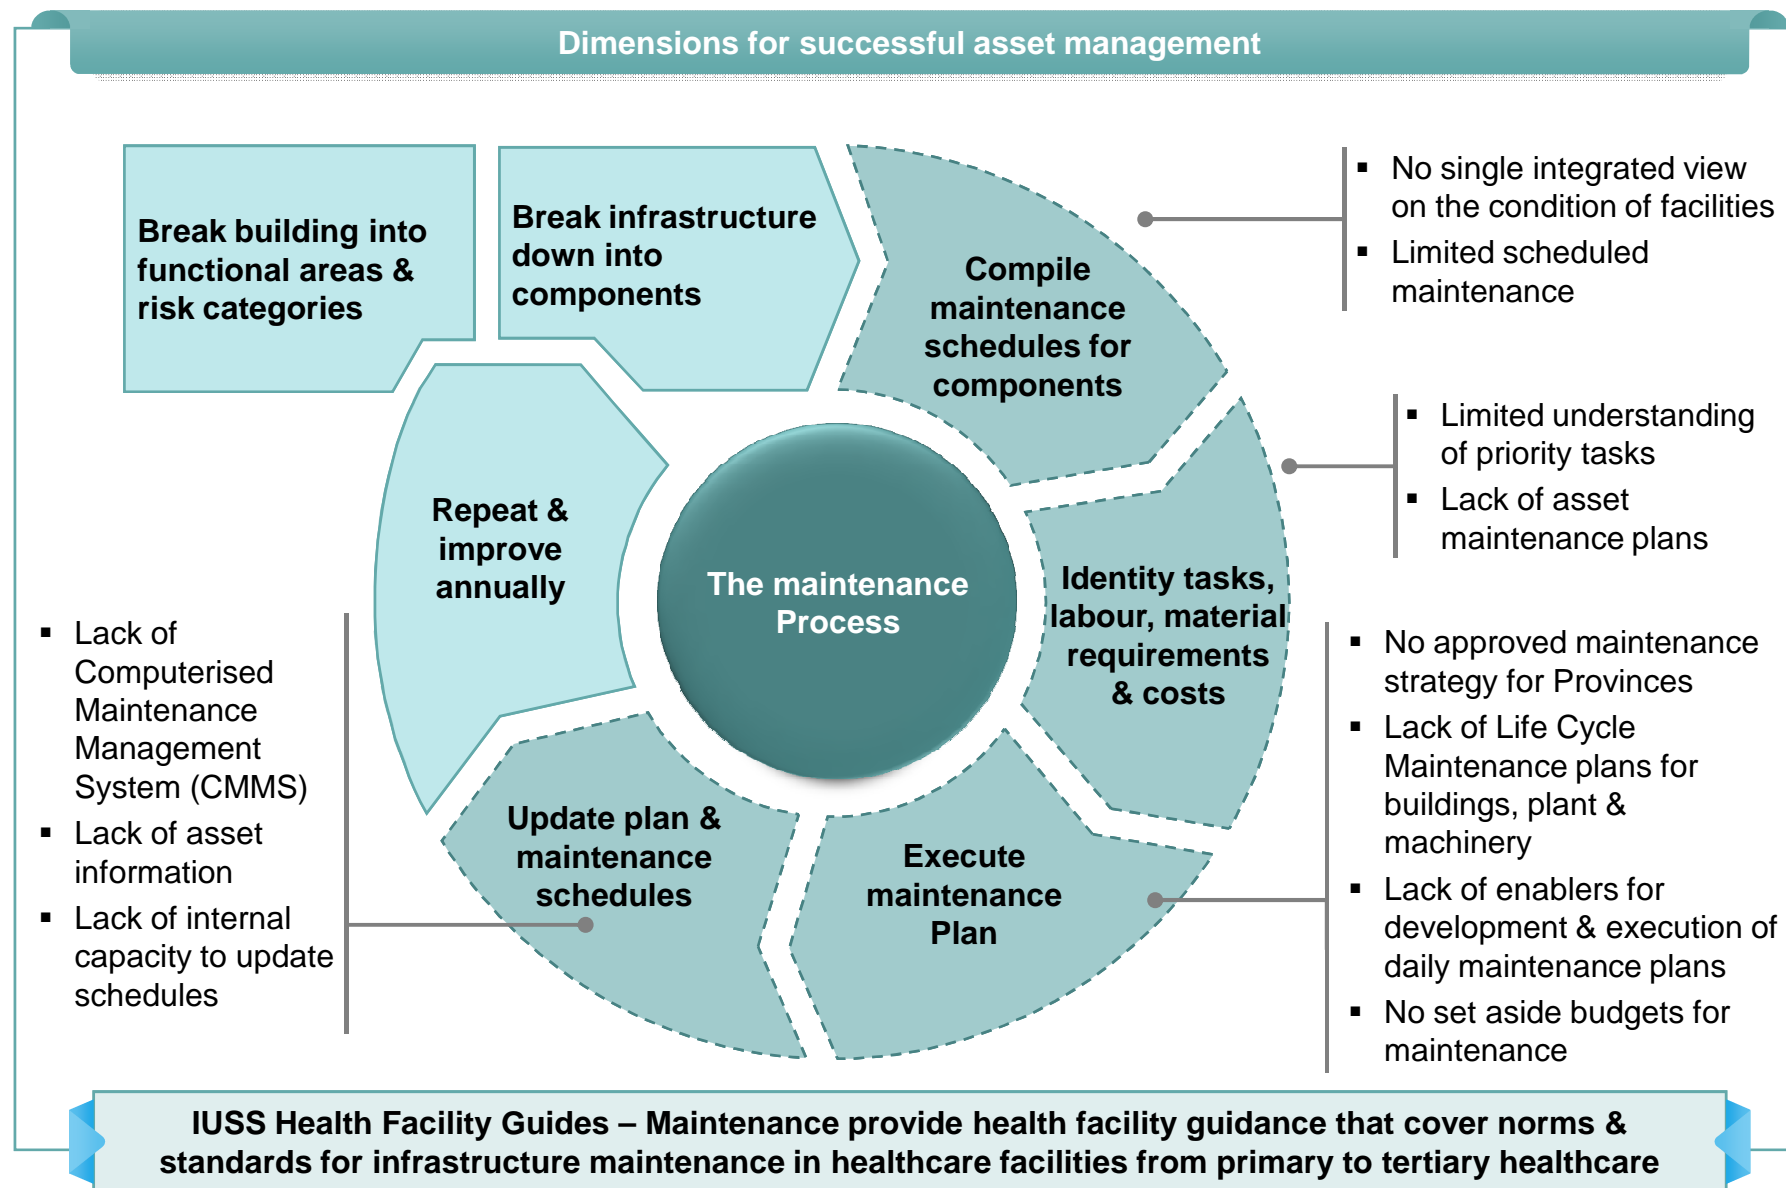 Dimensions for successful asset management
Break building into
functional areas &
risk categories
Break infrastructure
down into
components
Compile
maintenance
schedules for
components
▪ No single integrated view
on the condition of facilities
▪ Limited scheduled
maintenance
Identity tasks,
labour, material
requirements
& costs
▪ Limited understanding
of priority tasks
▪ Lack of asset
maintenance plans
Execute
maintenance
Plan
▪ No approved maintenance
strategy for Provinces
▪ Lack of Life Cycle
Maintenance plans for
buildings, plant &
machinery
▪ Lack of enablers for
development & execution of
daily maintenance plans
▪ No set aside budgets for
maintenance
Update plan &
maintenance
schedules
▪ Lack of
Computerised
Maintenance
Management
System (CMMS)
▪ Lack of asset
information
▪ Lack of internal
capacity to update
schedules
Repeat &
improve
annually
The maintenance
Process
IUSS Health Facility Guides – Maintenance provide health facility guidance that cover norms &
standards for infrastructure maintenance in healthcare facilities from primary to tertiary healthcare